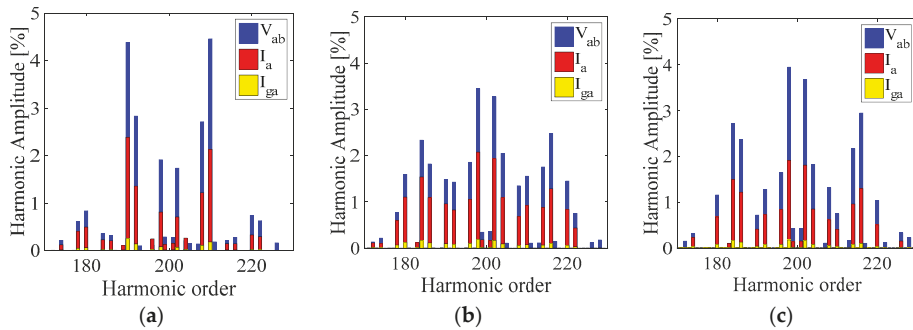 Harmonic Amplitude [%]
5
4
3
2
1
0
V_ab
I_a
I_ga
180 200 220
Harmonic order
(a)
Harmonic Amplitude [%]
5
4
3
2
1
0
V_ab
I_a
I_ga
180 200 220
Harmonic order
(b)
Harmonic Amplitude [%]
5
4
3
2
1
0
V_ab
I_a
I_ga
180 200 220
Harmonic order
(c)